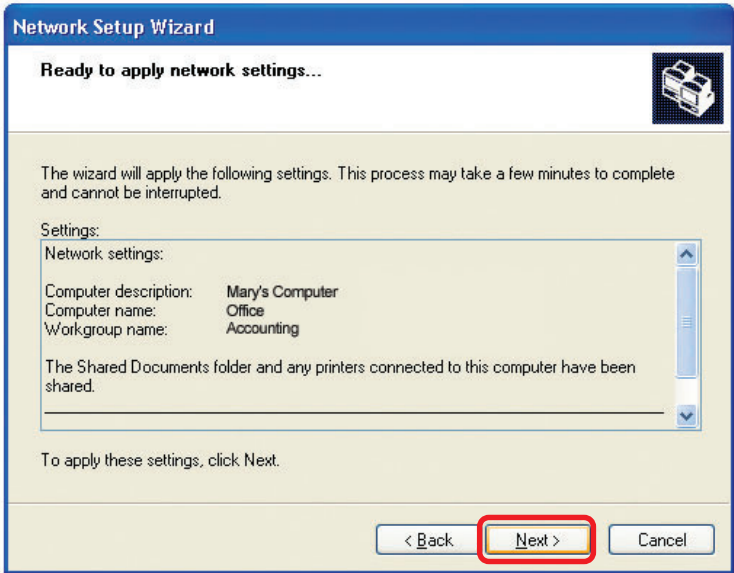 Network Setup Wizard
Ready to apply network settings...
The wizard will apply the following settings. This process may take a few minutes to complete
and cannot be interrupted.
Settings:
Network settings:
Computer description: Mary's Computer
Computer name: Office
Workgroup name: Accounting
The Shared Documents folder and any printers connected to this computer have been
shared.
To apply these settings, click Next.
< Back Next > Cancel